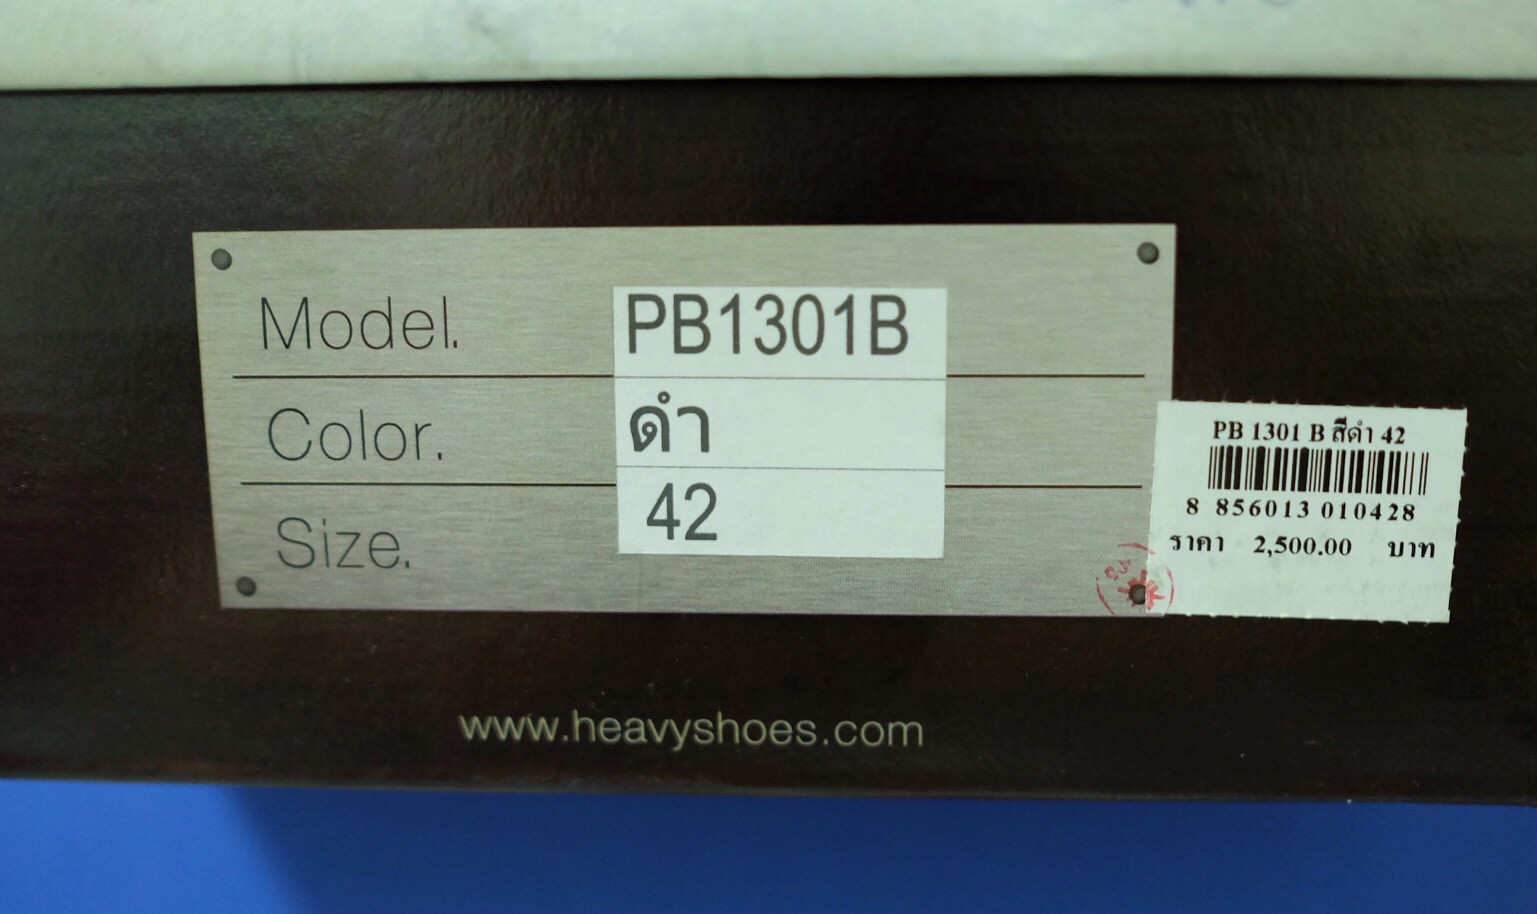 Model. PB1301B
Color. ดำ
Size. 42
PB 1301 B สีดำ 42
8 856013 010428
ราคา 2,500.00 บาท
www.heavyshoes.com